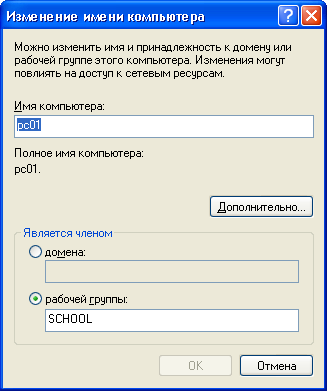 Изменение имени компьютера
Можно изменить имя и принадлежность к домену или
рабочей группе этого компьютера. Изменения могут
повлиять на доступ к сетевым ресурсам.
Имя компьютера:
pc01
Полное имя компьютера:
pc01.
Дополнительно...
Является членом
домена:
рабочей группы:
SCHOOL
OK
Отмена